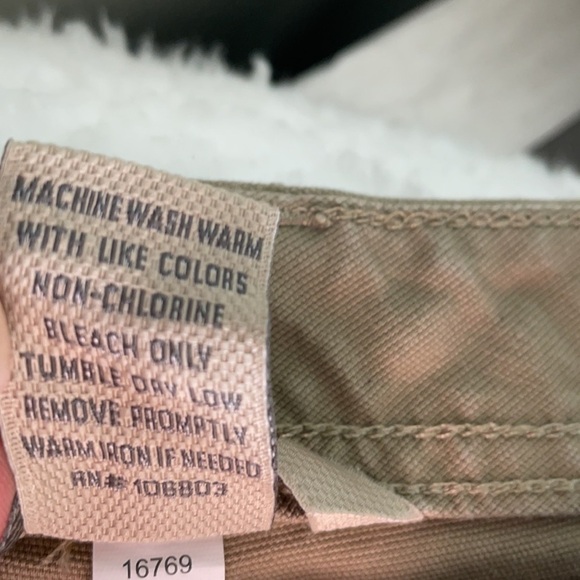 MACHINE WASH WARM
WITH LIKE COLORS
NON-CHLORINE
BLEACH ONLY
TUMBLE DRY LOW
REMOVE PROMPTLY
WARM IRON IF NEEDED
RN# 106803
16769